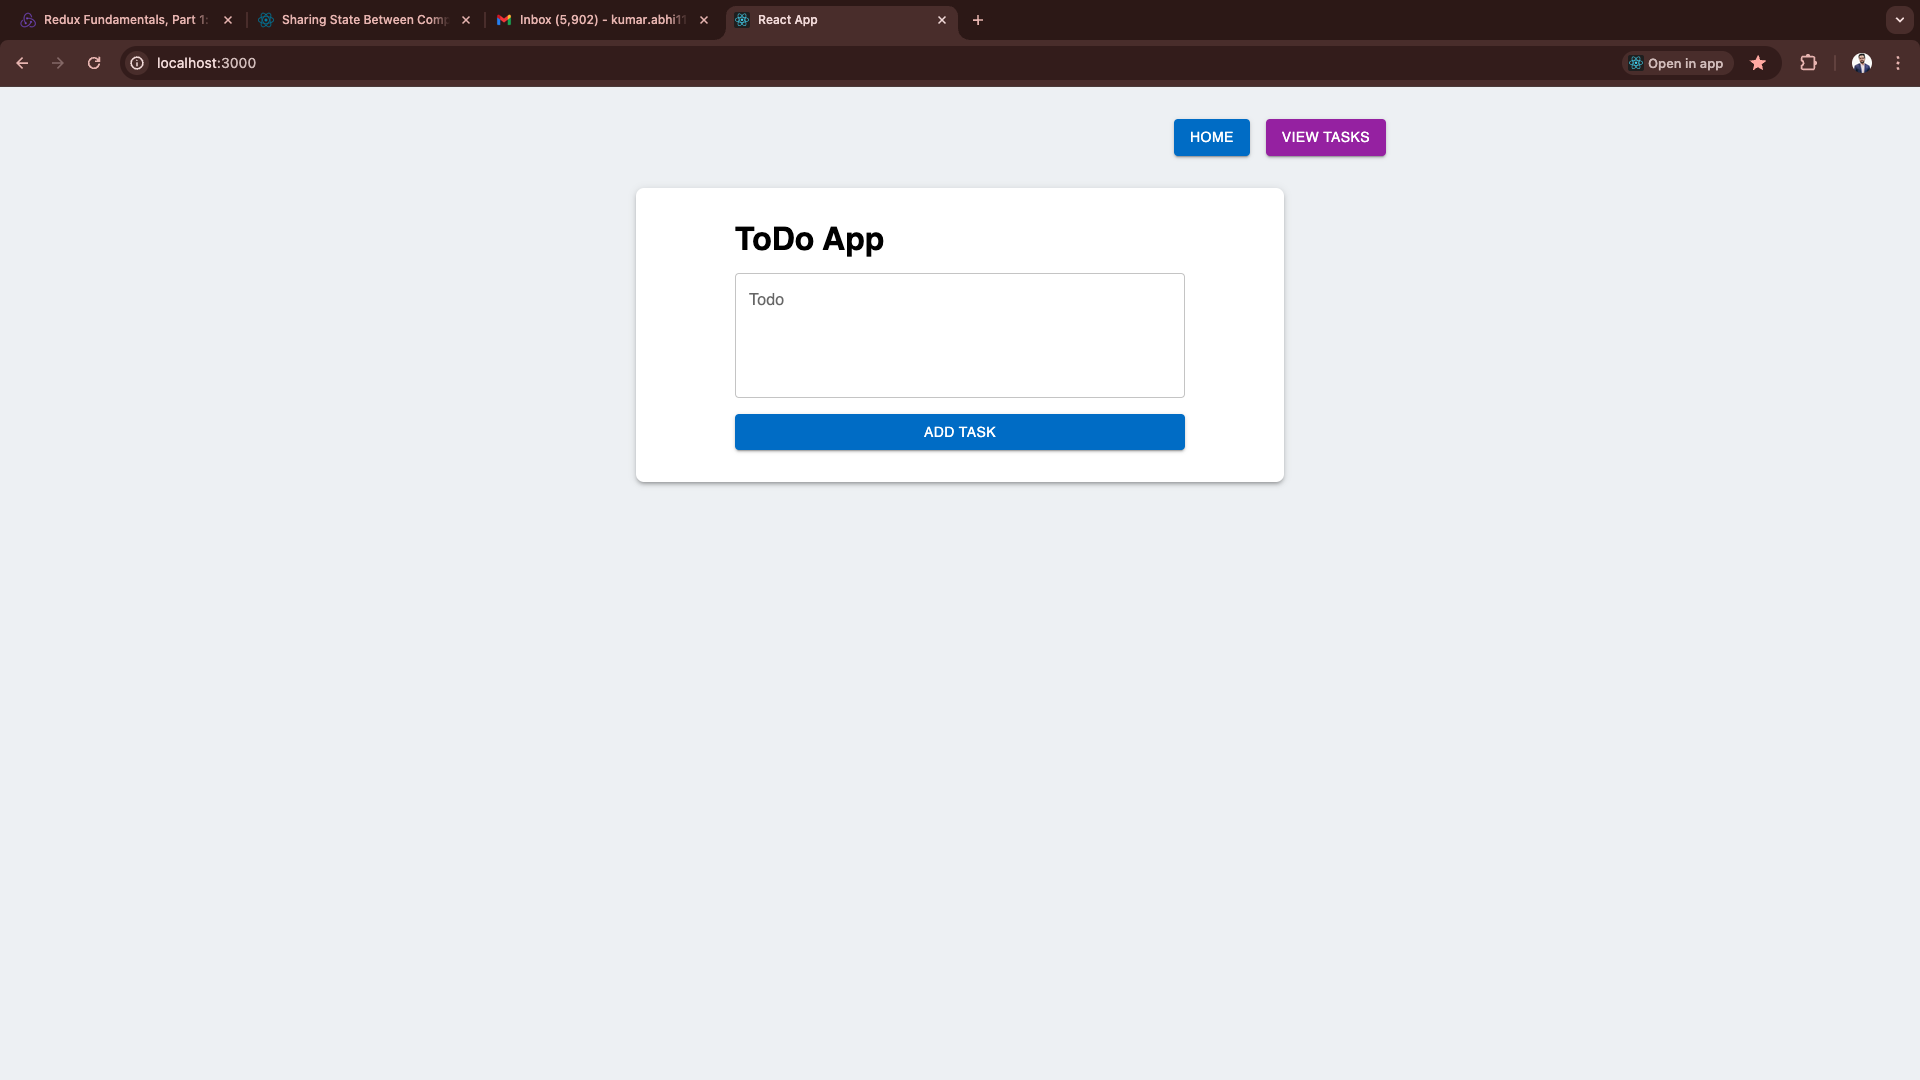 Redux Fundamentals, Part 1:
Sharing State Between Comp
Inbox (5,902) - kumar.abhi11
React App
localhost:3000
Open in app
HOME
VIEW TASKS
ToDo App
Todo
ADD TASK